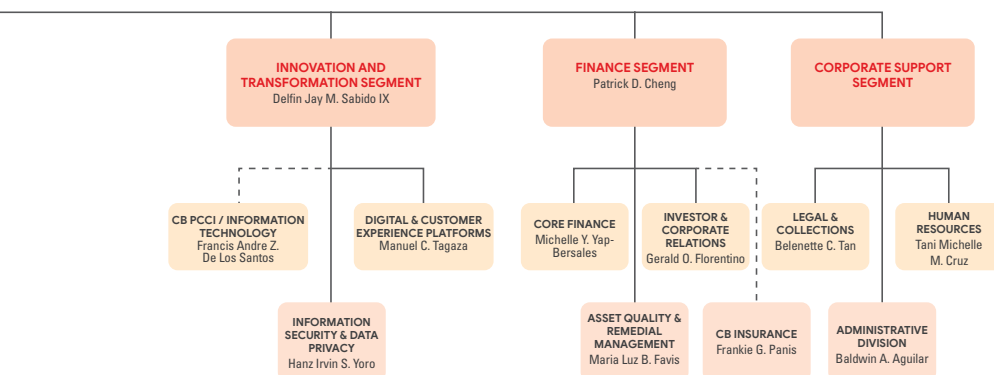 INNOVATION AND
TRANSFORMATION SEGMENT
Delfin Jay M. Sabido IX
FINANCE SEGMENT
Patrick D. Cheng
CORPORATE SUPPORT
SEGMENT
CB PCCI / INFORMATION
TECHNOLOGY
Francis Andre Z.
De Los Santos
DIGITAL & CUSTOMER
EXPERIENCE PLATFORMS
Manuel C. Tagaza
CORE FINANCE
Michelle Y. Yap-
Bersales
INVESTOR &
CORPORATE
RELATIONS
Gerald O. Florentino
LEGAL &
COLLECTIONS
Belenette C. Tan
HUMAN
RESOURCES
Tani Michelle
M. Cruz
INFORMATION
SECURITY & DATA
PRIVACY
Hanz Irvin S. Yoro
ASSET QUALITY &
REMEDIAL
MANAGEMENT
Maria Luz B. Favis
CB INSURANCE
Frankie G. Panis
ADMINISTRATIVE
DIVISION
Baldwin A. Aguilar